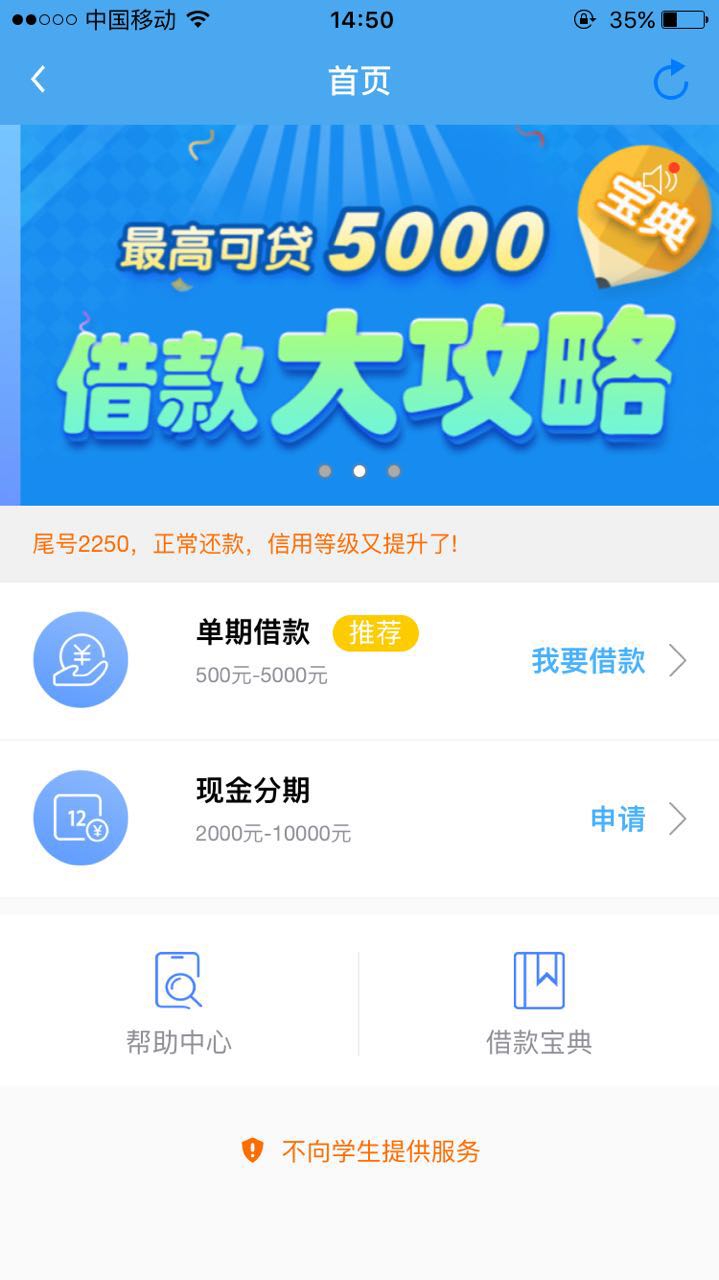 中国移动 14:50 35%
首页
宝典
最高可贷5000
借款大攻略
尾号2250，正常还款，信用等级又提升了!
单期借款 推荐
500元-5000元
我要借款
12 ¥
现金分期
2000元-10000元
申请
帮助中心 借款宝典
不向学生提供服务